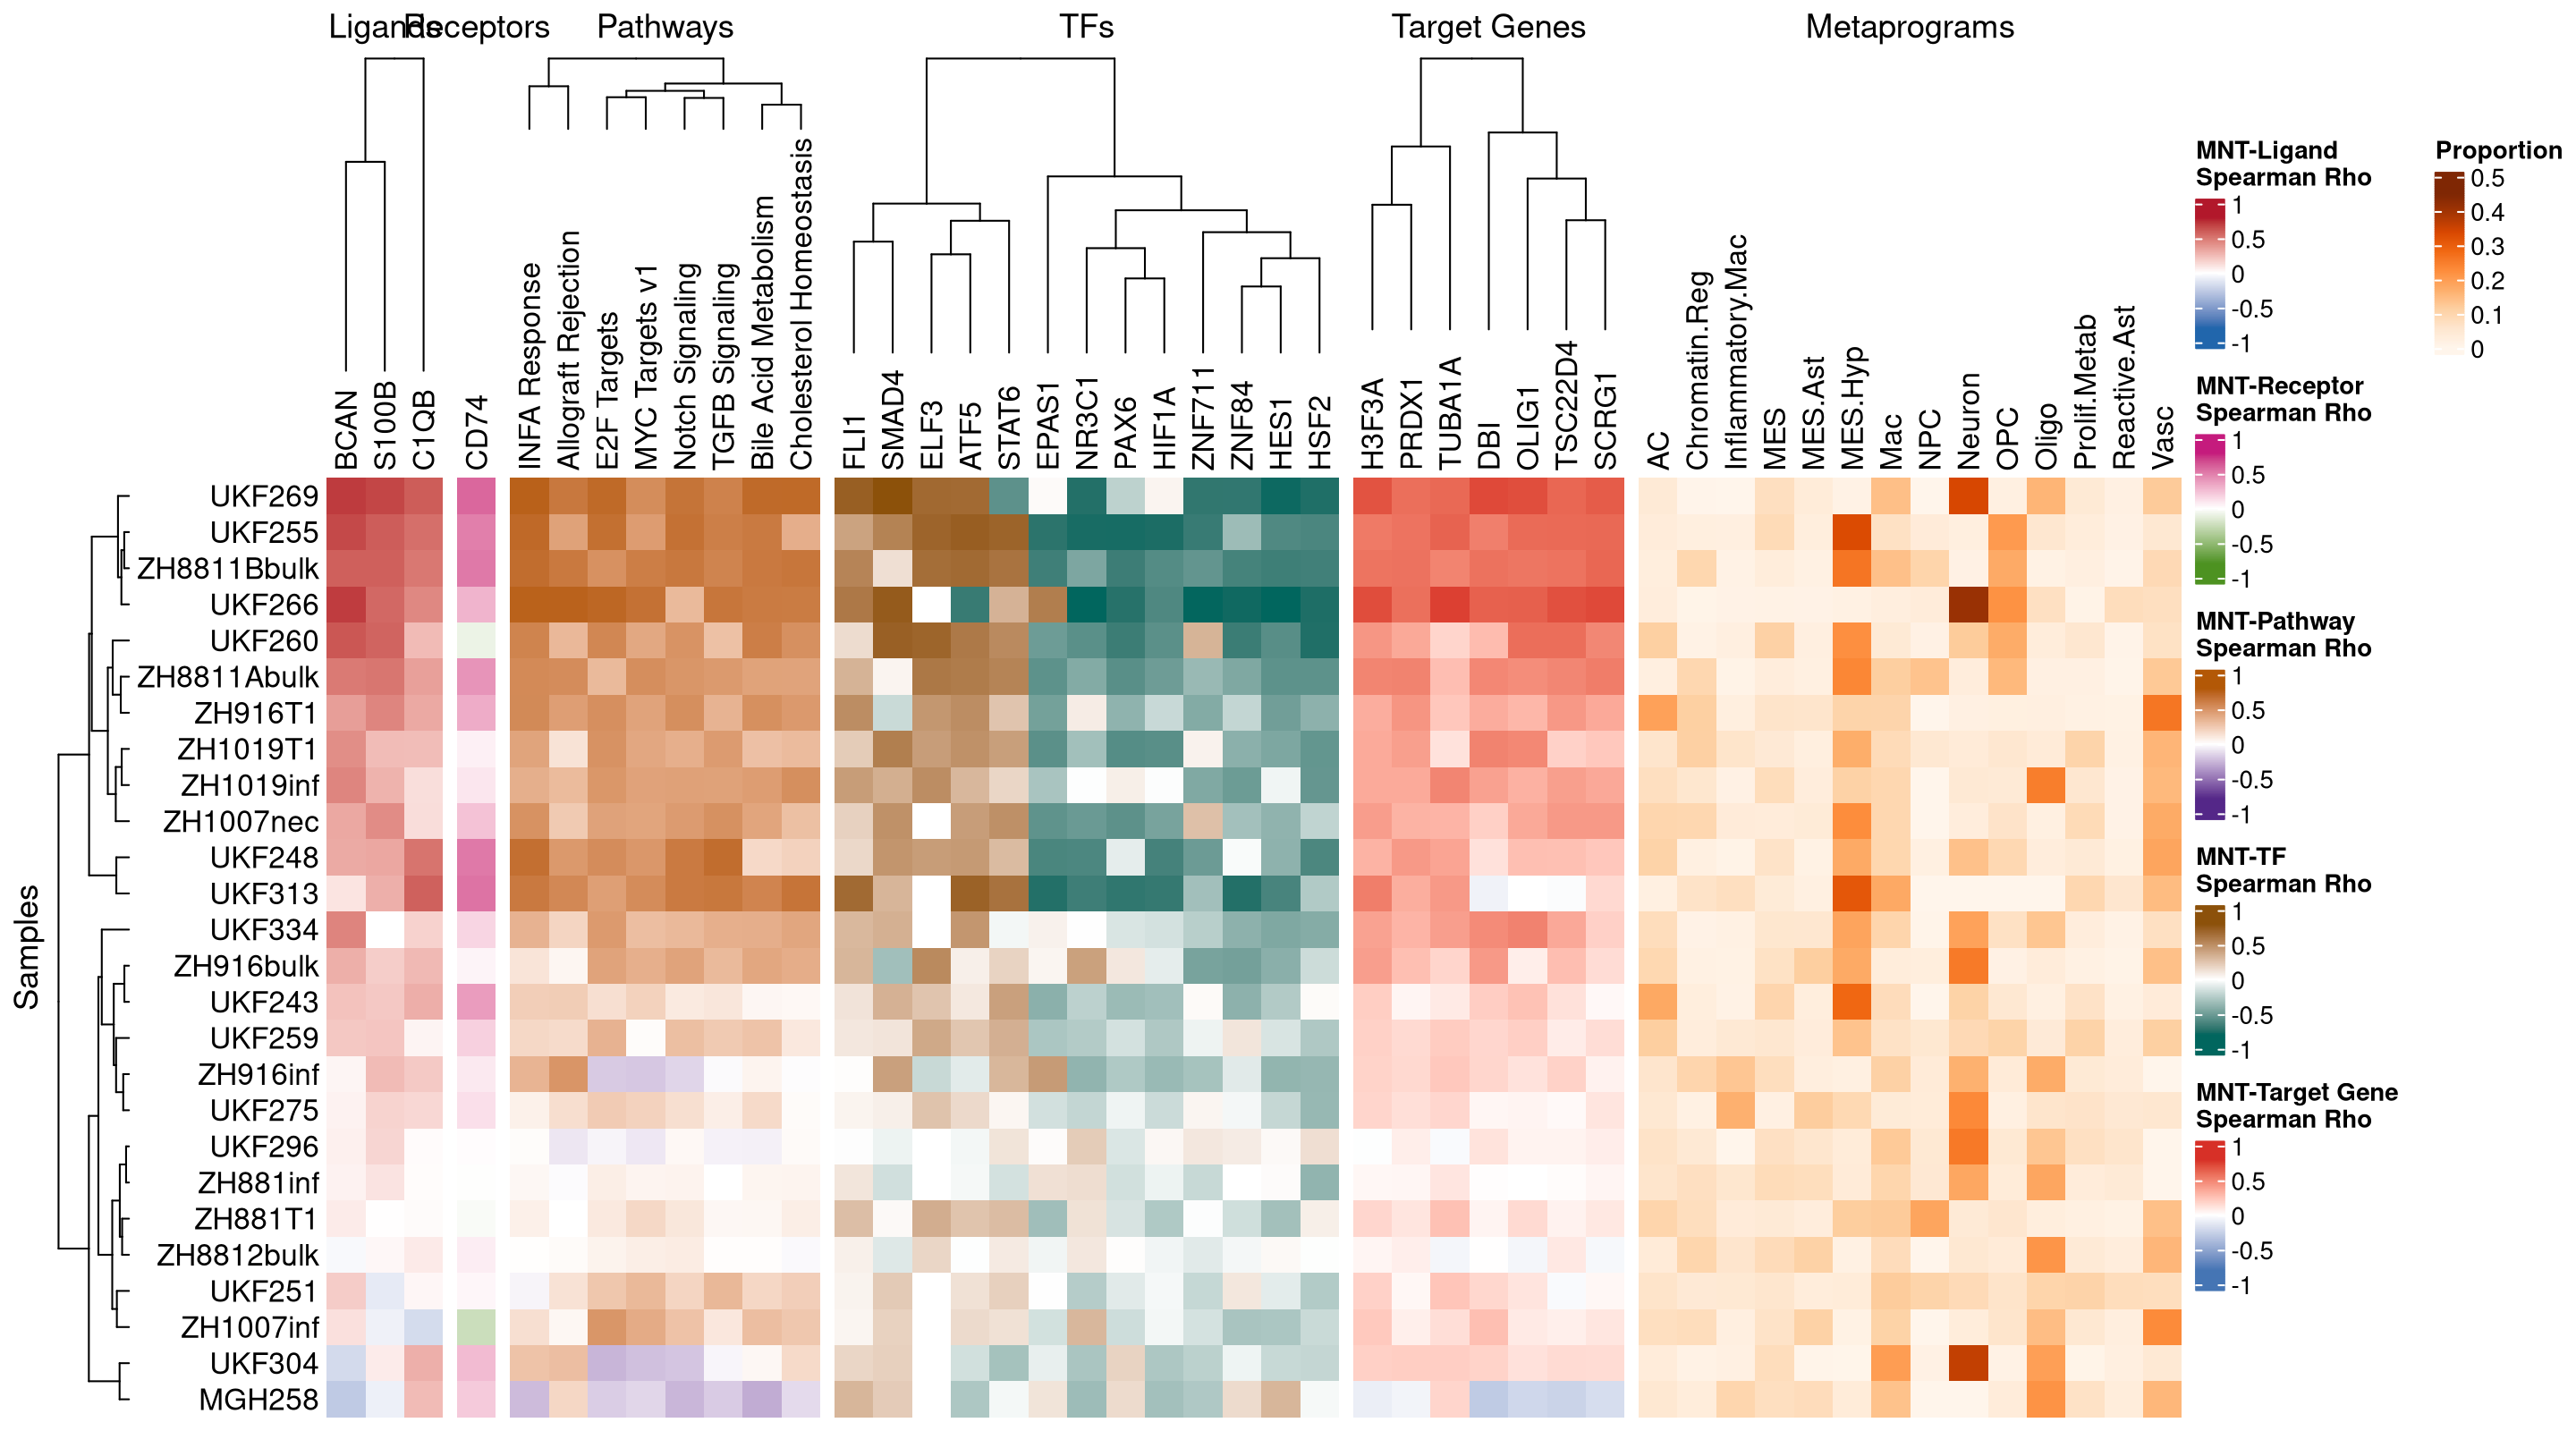 Ligands
Receptors
Pathways
TFs
Target Genes
Metaprograms
BCAN
S100B
C1QB
CD74
INFA Response
Allograft Rejection
E2F Targets
MYC Targets v1
Notch Signaling
TGFB Signaling
Bile Acid Metabolism
Cholesterol Homeostasis
FLI1
SMAD4
ELF3
ATF5
STAT6
EPAS1
NR3C1
PAX6
HIF1A
ZNF711
ZNF84
HES1
HSF2
H3F3A
PRDX1
TUBA1A
DBI
OLIG1
TSC22D4
SCRG1
AC
Chromatin.Reg
Inflammatory.Mac
MES
MES.Ast
MES.Hyp
Mac
NPC
Neuron
OPC
Oligo
Prolif.Metab
Reactive.Ast
Vasc
Samples
UKF269
UKF255
ZH8811Bbulk
UKF266
UKF260
ZH8811Abulk
ZH916T1
ZH1019T1
ZH1019inf
ZH1007nec
UKF248
UKF313
UKF334
ZH916bulk
UKF243
UKF259
ZH916inf
UKF275
UKF296
ZH881inf
ZH881T1
ZH8812bulk
UKF251
ZH1007inf
UKF304
MGH258
MNT-Ligand
Spearman Rho
1
0.5
0
-0.5
-1
MNT-Receptor
Spearman Rho
1
0.5
0
-0.5
-1
MNT-Pathway
Spearman Rho
1
0.5
0
-0.5
-1
MNT-TF
Spearman Rho
1
0.5
0
-0.5
-1
MNT-Target Gene
Spearman Rho
1
0.5
0
-0.5
-1
Proportion
0.5
0.4
0.3
0.2
0.1
0